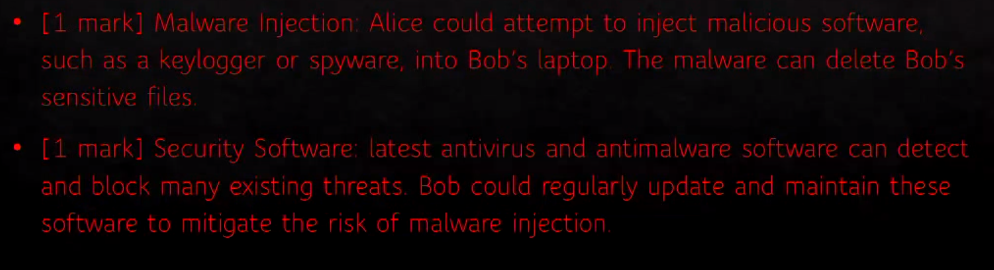 • [1 mark] Malware Injection: Alice could attempt to inject malicious software,
such as a keylogger or spyware, into Bob's laptop. The malware can delete Bob's
sensitive files.
• [1 mark] Security Software: latest antivirus and antimalware software can detect
and block many existing threats. Bob could regularly update and maintain these
software to mitigate the risk of malware injection.